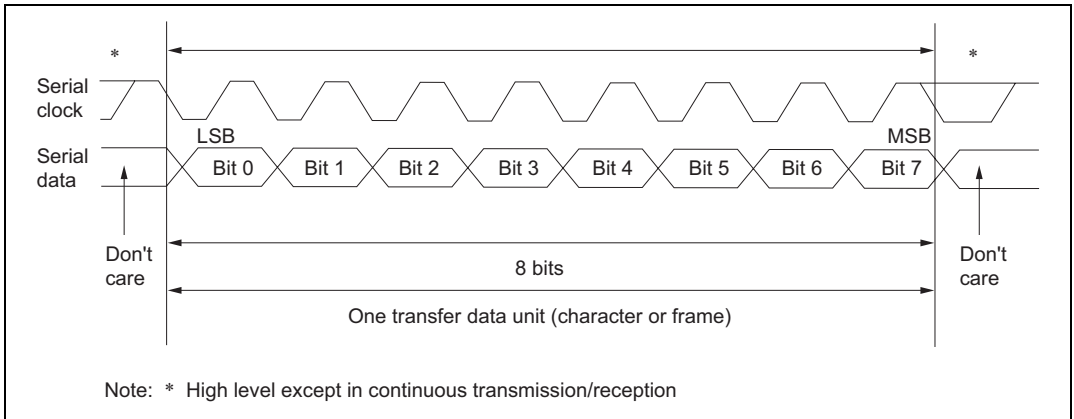 * *
Serial
clock
LSB MSB
Serial
data
Bit 0 Bit 1 Bit 2 Bit 3 Bit 4 Bit 5 Bit 6 Bit 7
Don't
care
Don't
care
8 bits
One transfer data unit (character or frame)
Note: * High level except in continuous transmission/reception